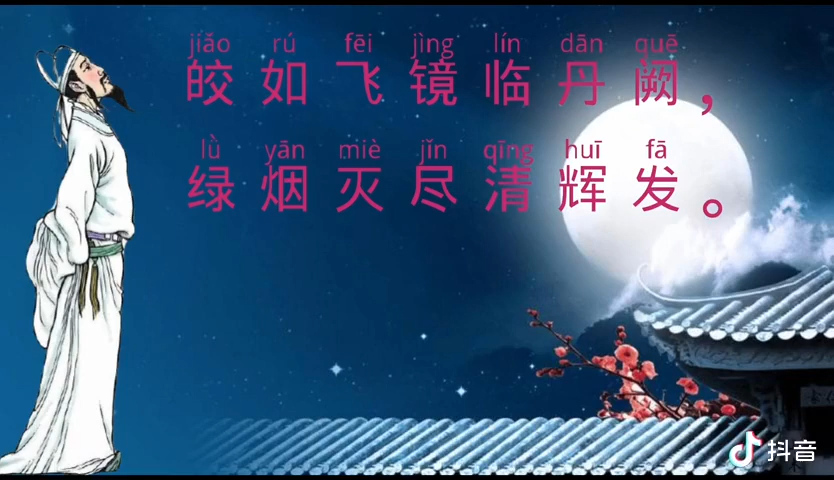 jiǎo rú fēi jìng lín dān quē
皎如飞镜临丹阙，
lǜ yān miè jǐn qīng huī fā
绿烟灭尽清辉发。
抖音